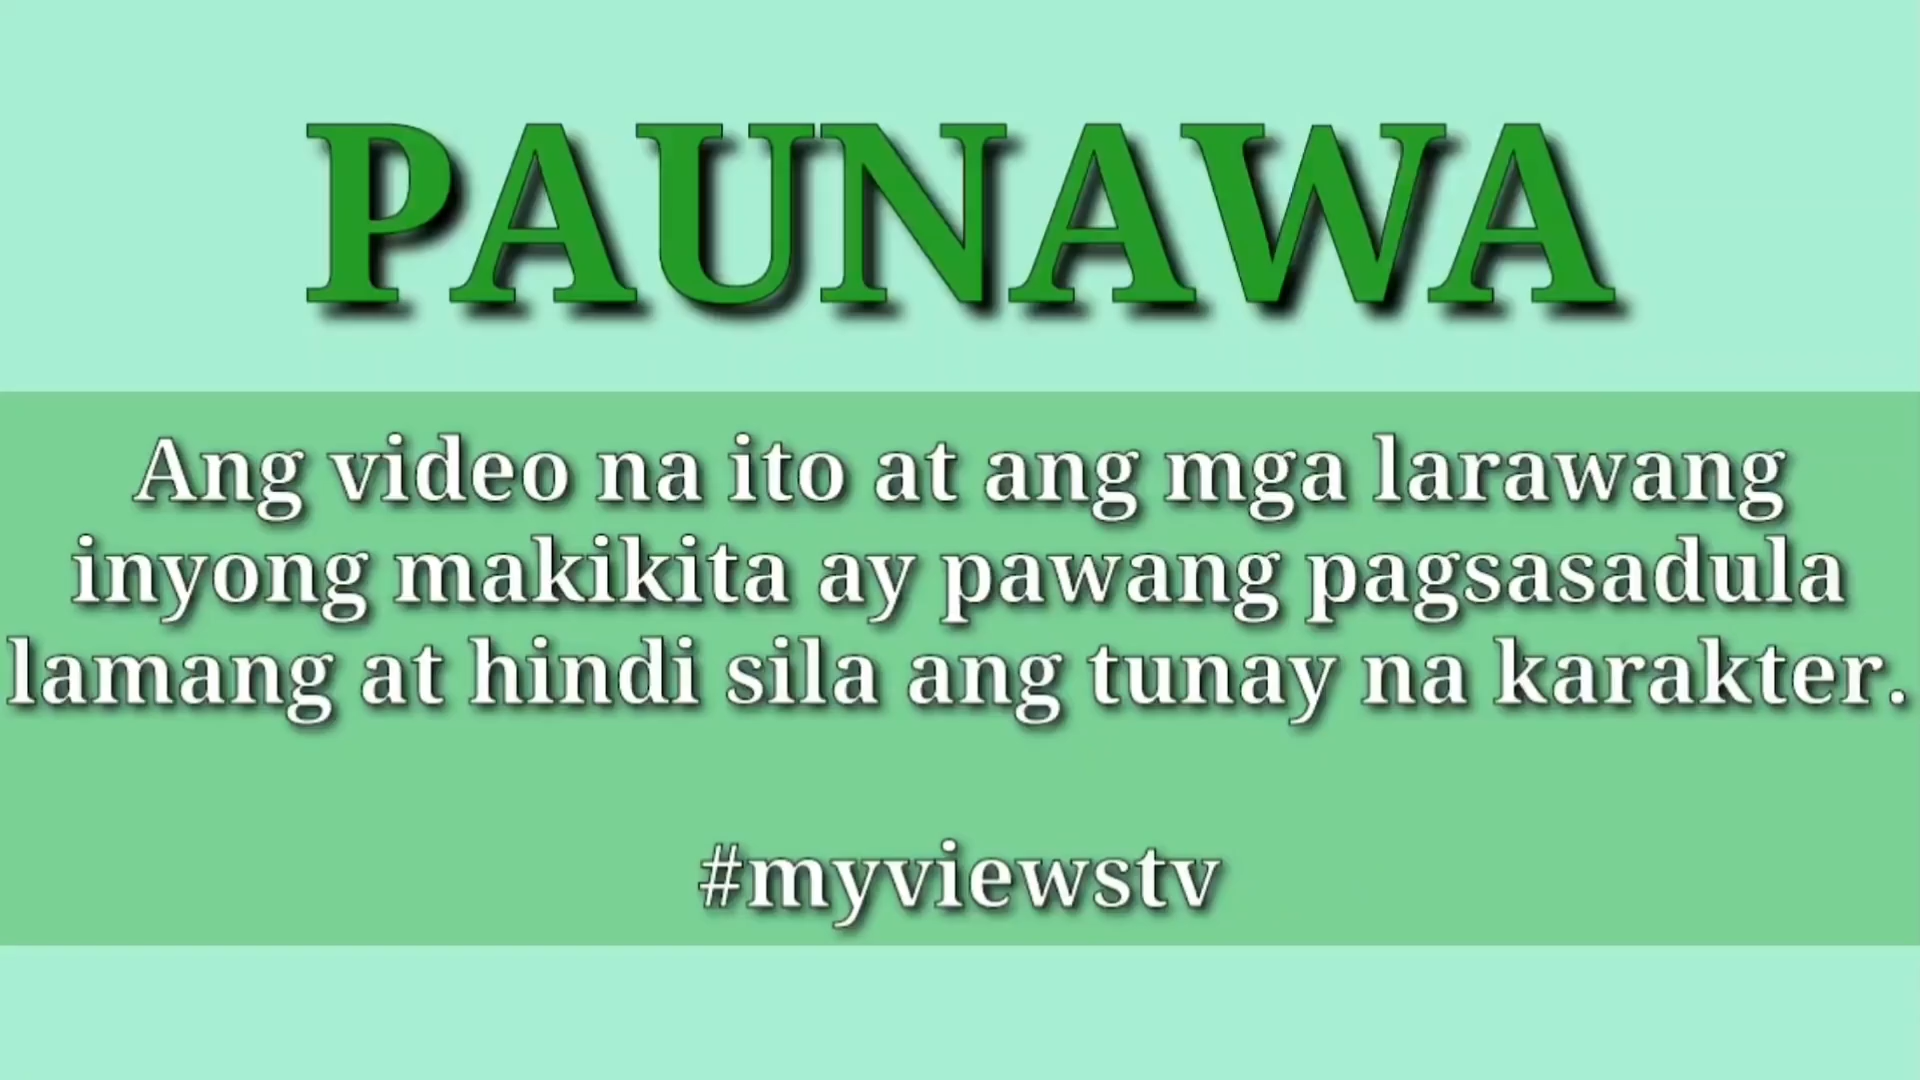 PAUNAWA
Ang video na ito at ang mga larawang
inyong makikita ay pawang pagsasadula
lamang at hindi sila ang tunay na karakter.
#myviewstv